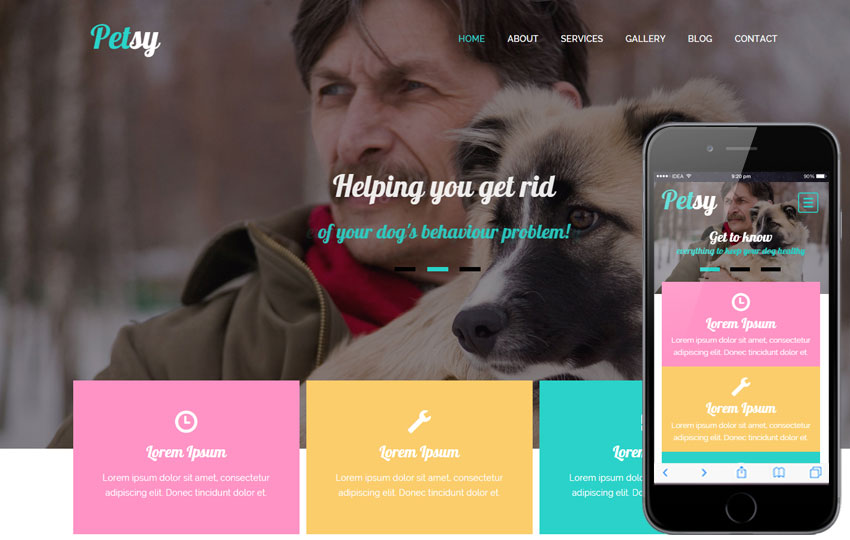 Petsy
HOME ABOUT SERVICES GALLERY BLOG CONTACT
Helping you get rid
of your dog's behaviour problem!
Lorem Ipsum
Lorem ipsum dolor sit amet, consectetur
adipiscing elit. Donec tincidunt dolor et.
Lorem Ipsum
Lorem ipsum dolor sit amet, consectetur
adipiscing elit. Donec tincidunt dolor et.
Lorem
Lorem ipsum dolor
adipiscing elit. D
IDEA 9:20 pm 90%
Petsy
Get to know
everything to keep your dog healthy
Lorem Ipsum
Lorem ipsum dolor sit amet, consectetur
adipiscing elit. Donec tincidunt dolor et.
Lorem Ipsum
Lorem ipsum dolor sit amet, consectetur
adipiscing elit. Donec tincidunt dolor et.